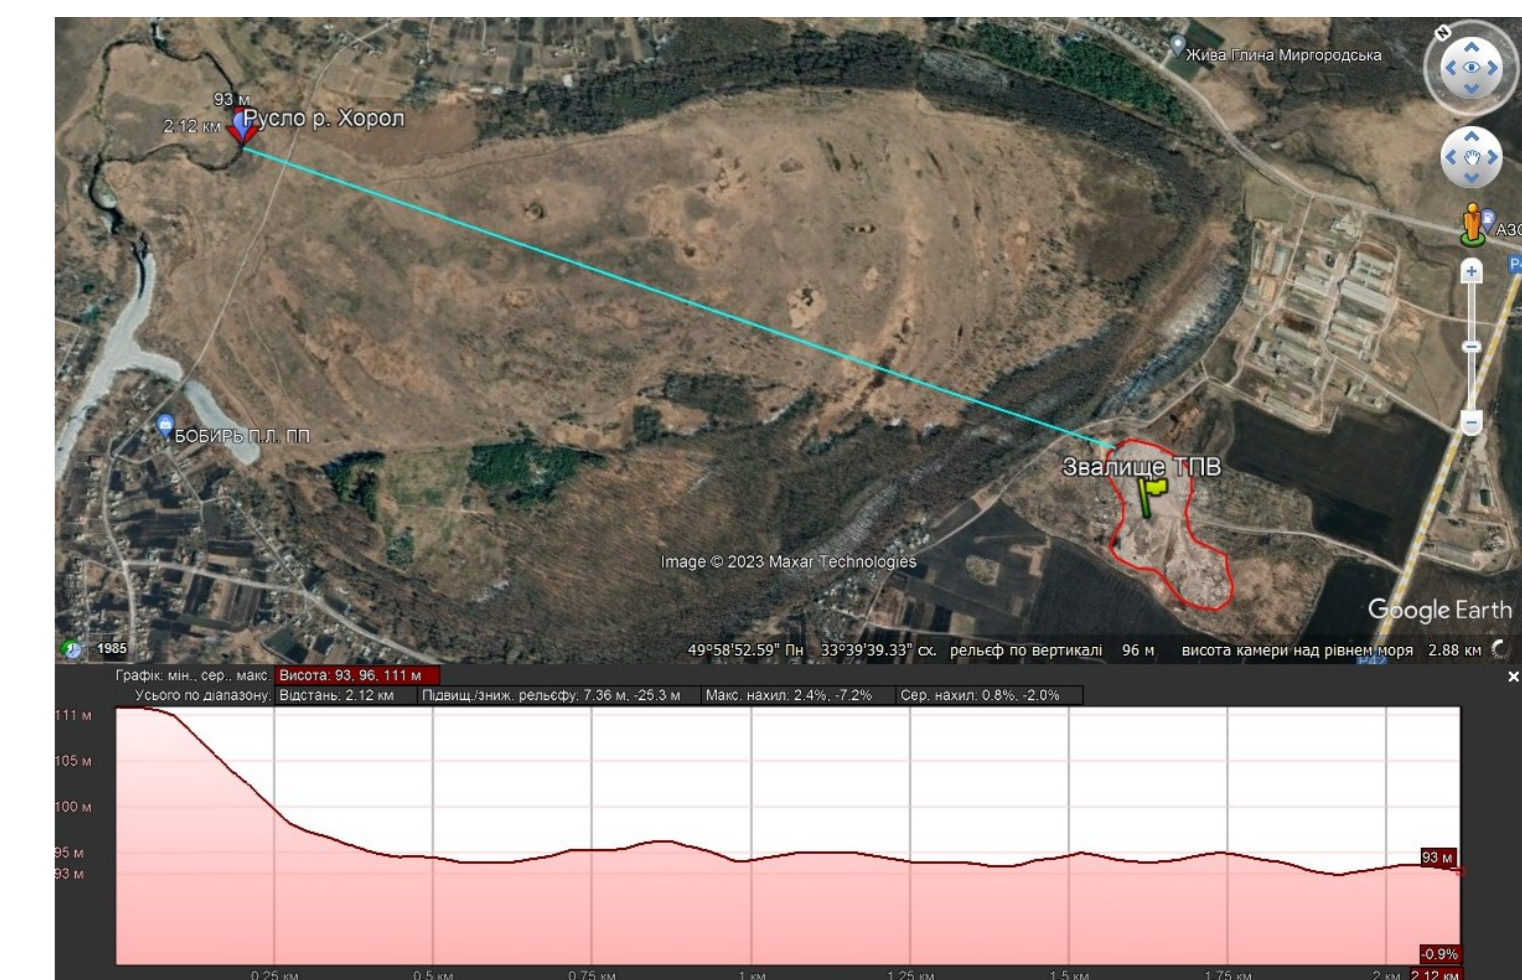 N
Жива Глина Миргородська
93 м
Русло р. Хорол
2.12 км
АЗС
БОБИРЬ П.Л. ПП
Звалище ТПВ
Image © 2023 Maxar Technologies
Google Earth
1985
49°58'52.59" Пн 33°39'39.33" сх. рельєф по вертикалі 96 м висота камери над рівнем моря 2.88 км
P42
Графік: мін., сер., макс. Висота: 93, 96, 111 м
Усього по діапазону: Відстань: 2.12 км Підвищ./зниж. рельєфу: 7.36 м, -25.3 м Макс. нахил: 2.4%, -7.2% Сер. нахил: 0.8%, -2.0%
111 м
105 м
100 м
95 м
93 м
93 м
-0.9%
0.25 км 0.5 км 0.75 км 1 км 1.25 км 1.5 км 1.75 км 2 км 2.12 км